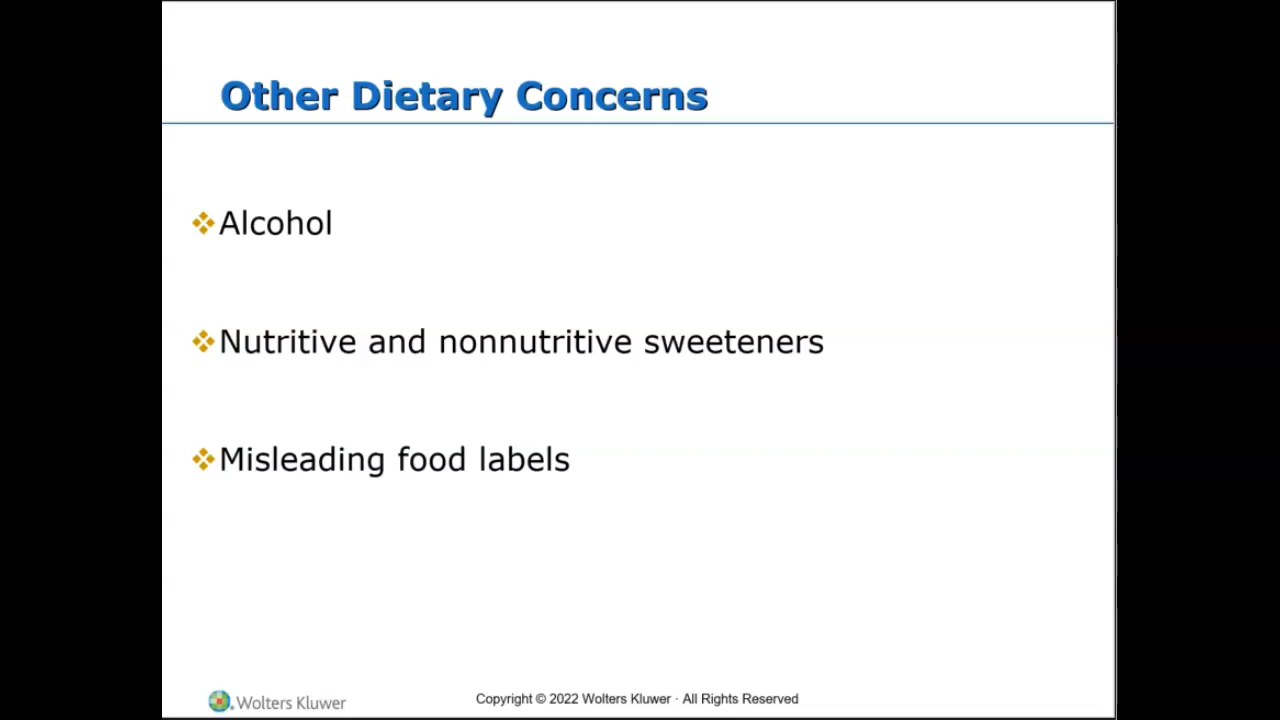 Other Dietary Concerns
❖Alcohol
❖Nutritive and nonnutritive sweeteners
❖Misleading food labels
Wolters Kluwer
Copyright © 2022 Wolters Kluwer · All Rights Reserved